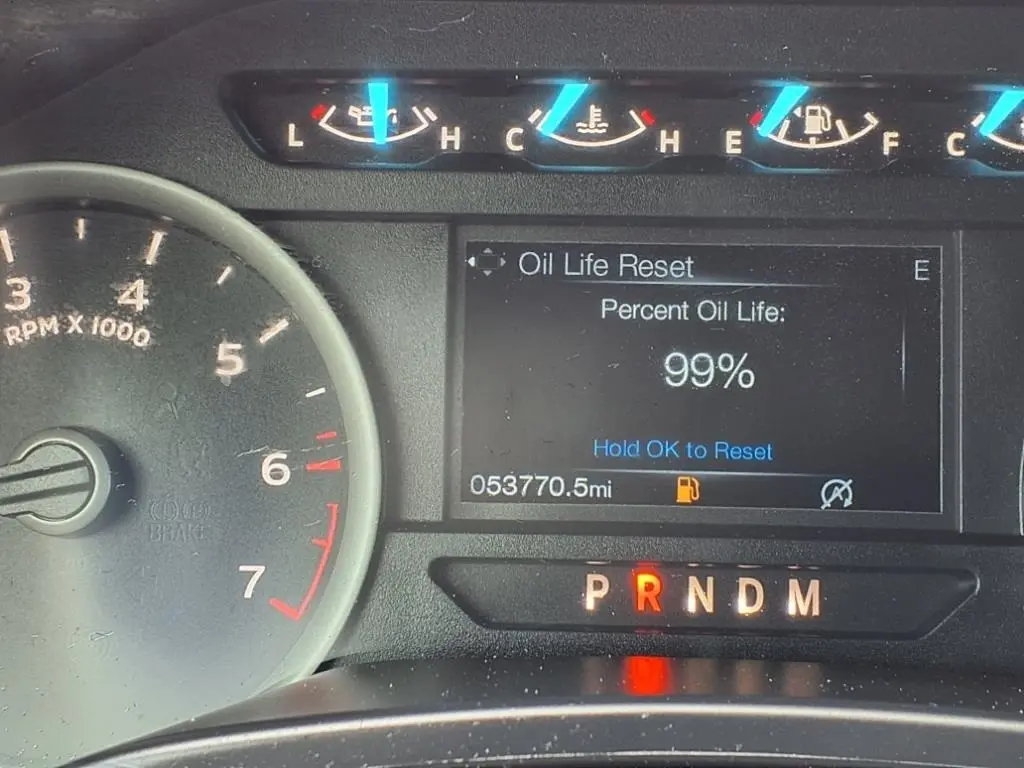 L H C H E F C
Oil Life Reset E
Percent Oil Life:
99%
Hold OK to Reset
053770.5mi
3 4 5 6 7
RPM X 1000
BRAKE
P R N D M